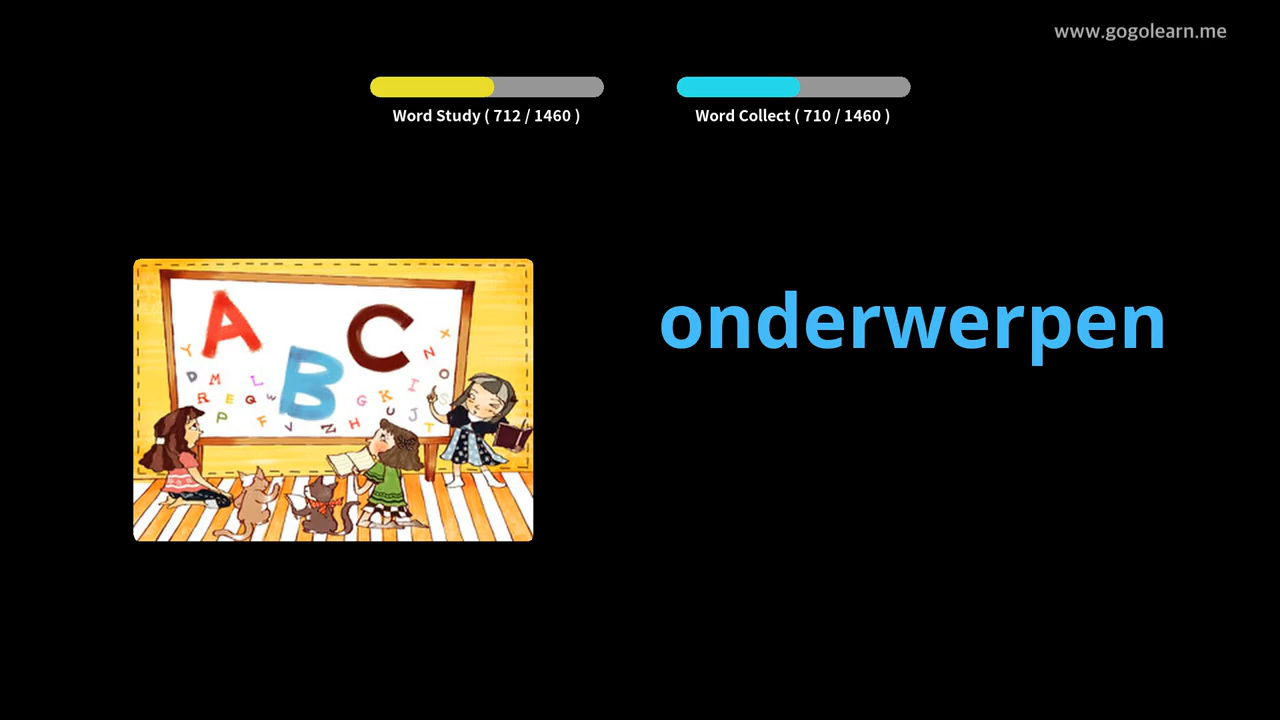 www.gogolearn.me
Word Study ( 712 / 1460 )
Word Collect ( 710 / 1460 )
onderwerpen
A
C
B
X
Y
N
D M L
O
I
R E Q W
G K
S
P
F
U J
V
Z H
T